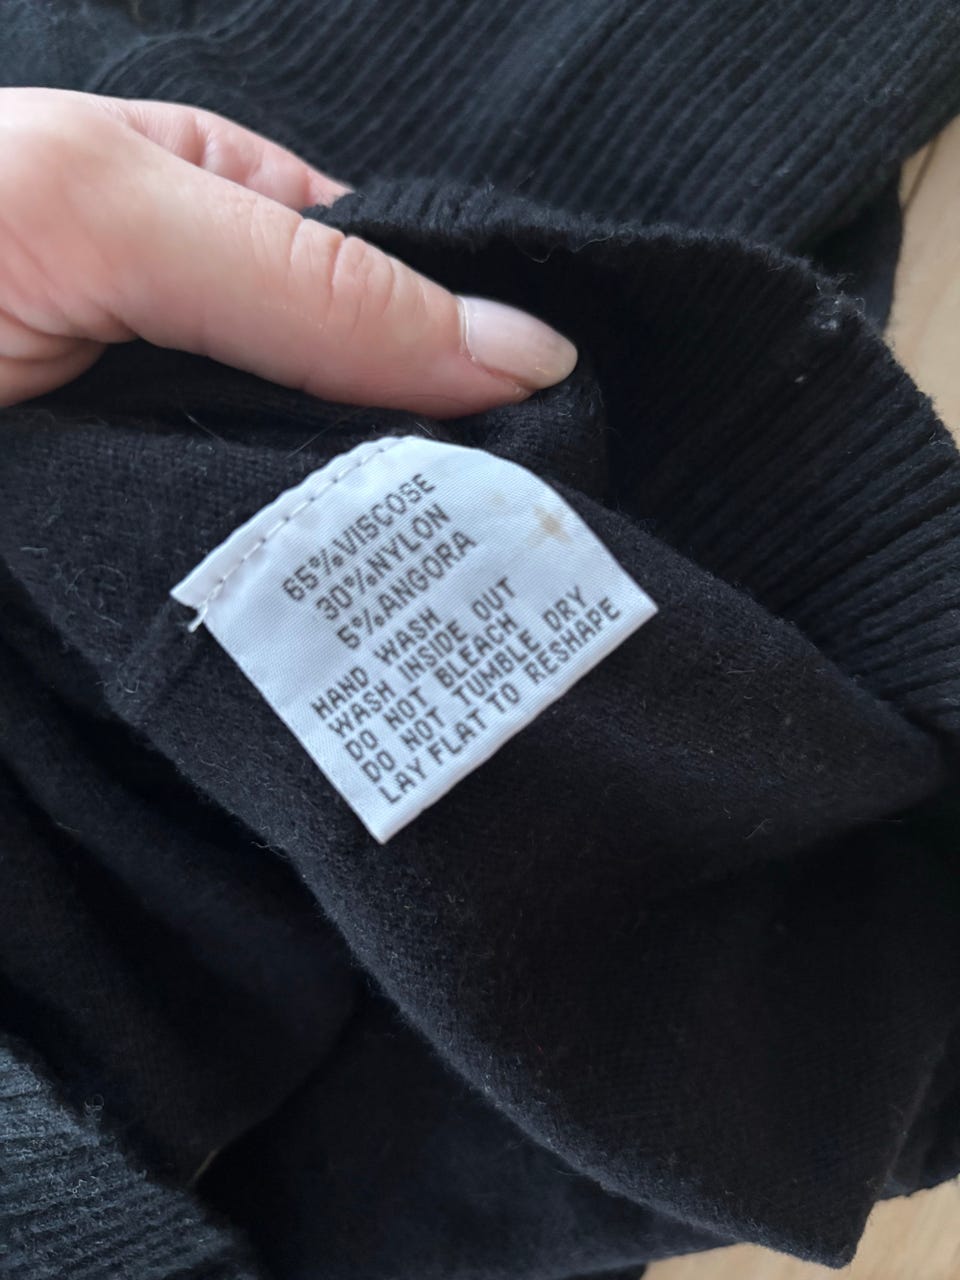 65%VISCOSE
30%NYLON
5%ANGORA
HAND WASH
WASH INSIDE OUT
DO NOT BLEACH
DO NOT TUMBLE DRY
LAY FLAT TO RESHAPE